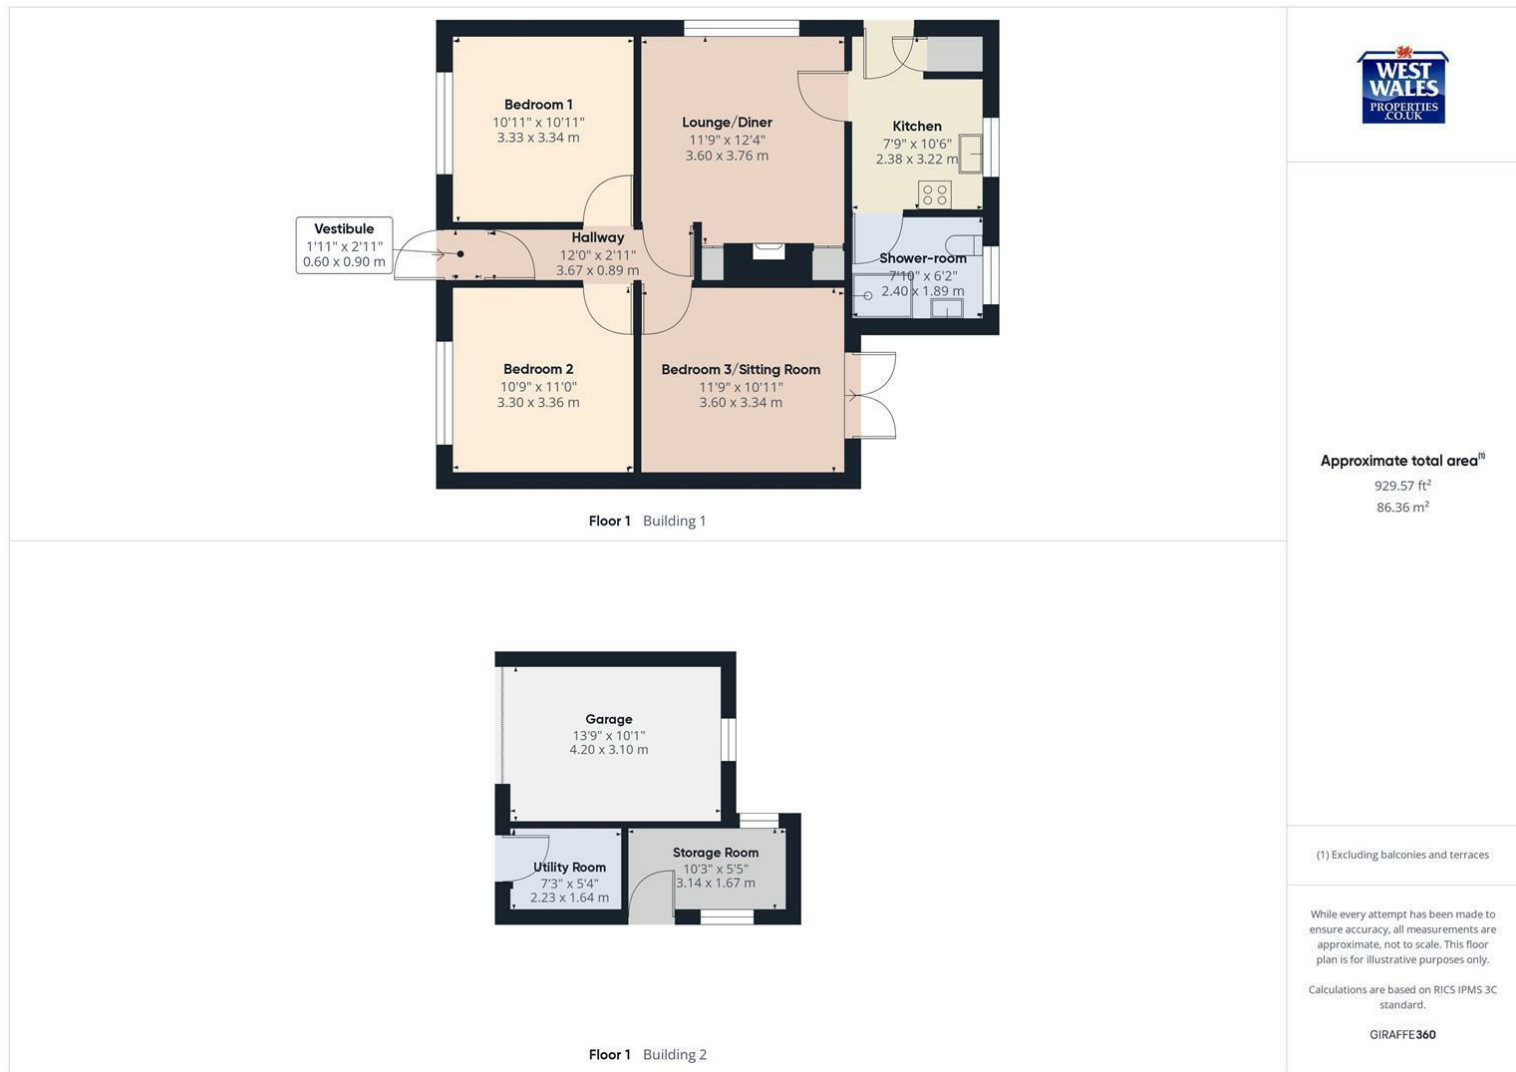 Bedroom 1
10'11" x 10'11"
3.33 x 3.34 m
Lounge/Diner
11'9" x 12'4"
3.60 x 3.76 m
Kitchen
7'9" x 10'6"
2.38 x 3.22 m
Vestibule
1'11" x 2'11"
0.60 x 0.90 m
Hallway
12'0" x 2'11"
3.67 x 0.89 m
Shower-room
7'10" x 6'2"
2.40 x 1.89 m
Bedroom 2
10'9" x 11'0"
3.30 x 3.36 m
Bedroom 3/Sitting Room
11'9" x 10'11"
3.60 x 3.34 m
Floor 1 Building 1
Garage
13'9" x 10'1"
4.20 x 3.10 m
Utility Room
7'3" x 5'4"
2.23 x 1.64 m
Storage Room
10'3" x 5'5"
3.14 x 1.67 m
Floor 1 Building 2
WEST
WALES
PROPERTIES
.CO.UK
Approximate total area(1)
929.57 ft²
86.36 m²
(1) Excluding balconies and terraces
While every attempt has been made to
ensure accuracy, all measurements are
approximate, not to scale. This floor
plan is for illustrative purposes only.
Calculations are based on RICS IPMS 3C
standard.
GIRAFFE360